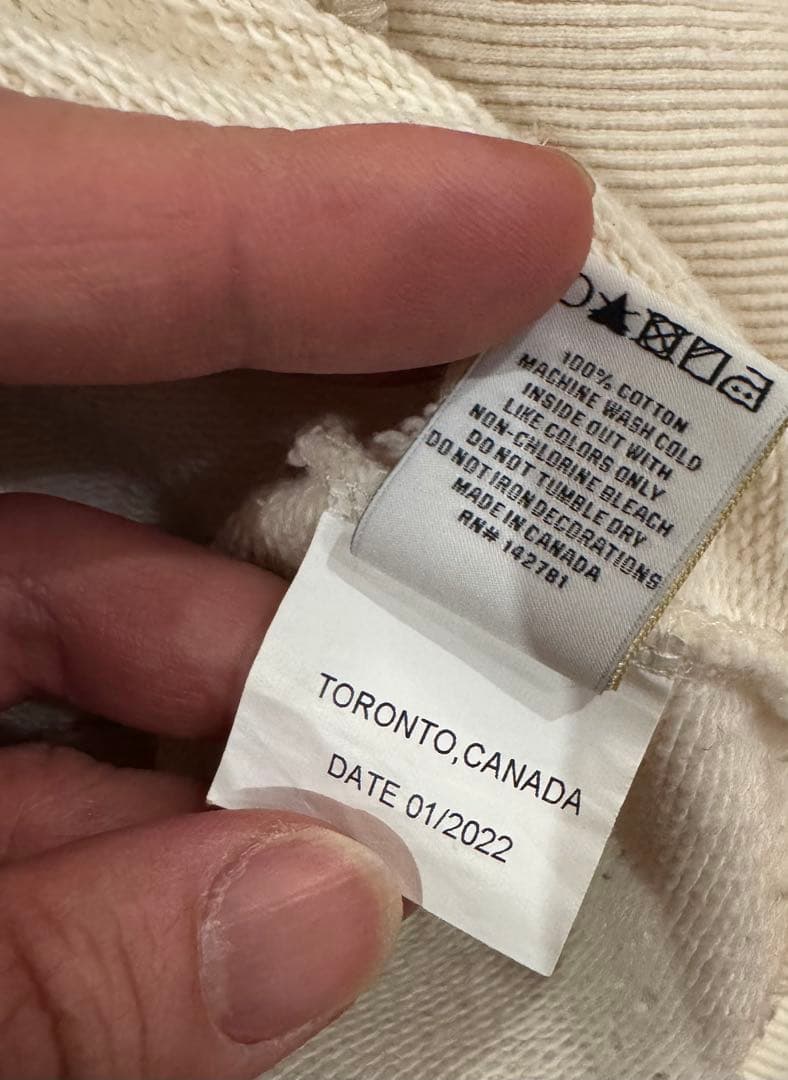 100% COTTON
MACHINE WASH COLD
INSIDE OUT WITH
LIKE COLORS ONLY
NON-CHLORINE BLEACH
DO NOT TUMBLE DRY
DO NOT IRON DECORATIONS
MADE IN CANADA
RN# 142781
TORONTO,CANADA
DATE 01/2022